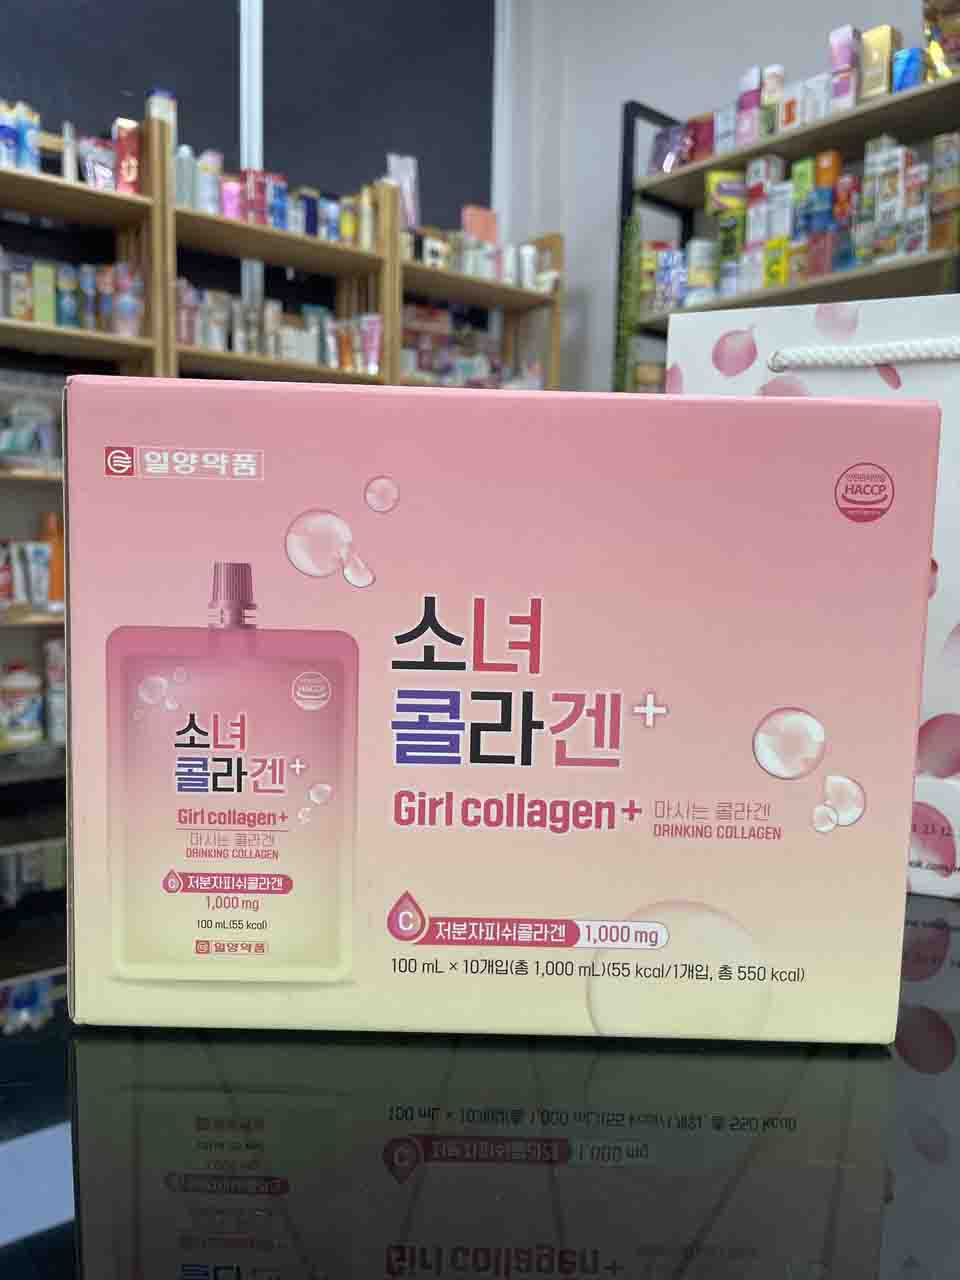 일양약품
HACCP
소녀
콜라겐+
Girl collagen+
마시는 콜라겐
DRINKING COLLAGEN
C 저분자피쉬콜라겐 1,000 mg
100 mL × 10개입(총 1,000 mL)(55 kcal/1개입, 총 550 kcal)
HACCP
소녀
콜라겐+
Girl collagen+
마시는 콜라겐
DRINKING COLLAGEN
C 저분자피쉬콜라겐
1,000 mg
100 mL(55 kcal)
일양약품